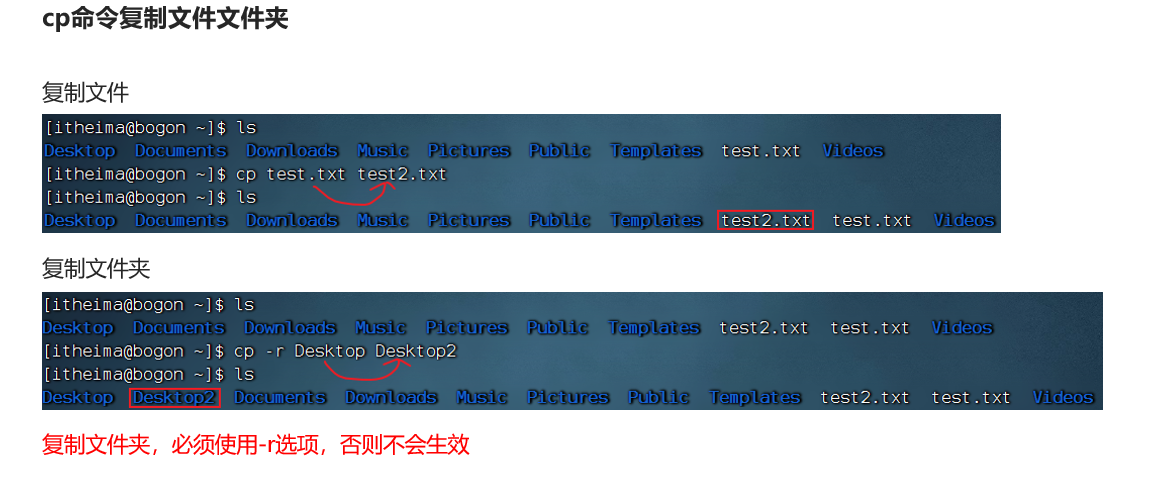 cp命令复制文件文件夹
复制文件
[itheima@bogon ~]$ ls
Desktop Documents Downloads Music Pictures Public Templates test.txt Videos
[itheima@bogon ~]$ cp test.txt test2.txt
[itheima@bogon ~]$ ls
Desktop Documents Downloads Music Pictures Public Templates test2.txt test.txt Videos
复制文件夹
[itheima@bogon ~]$ ls
Desktop Documents Downloads Music Pictures Public Templates test2.txt test.txt Videos
[itheima@bogon ~]$ cp -r Desktop Desktop2
[itheima@bogon ~]$ ls
Desktop Desktop2 Documents Downloads Music Pictures Public Templates test2.txt test.txt Videos
复制文件夹，必须使用-r选项，否则不会生效